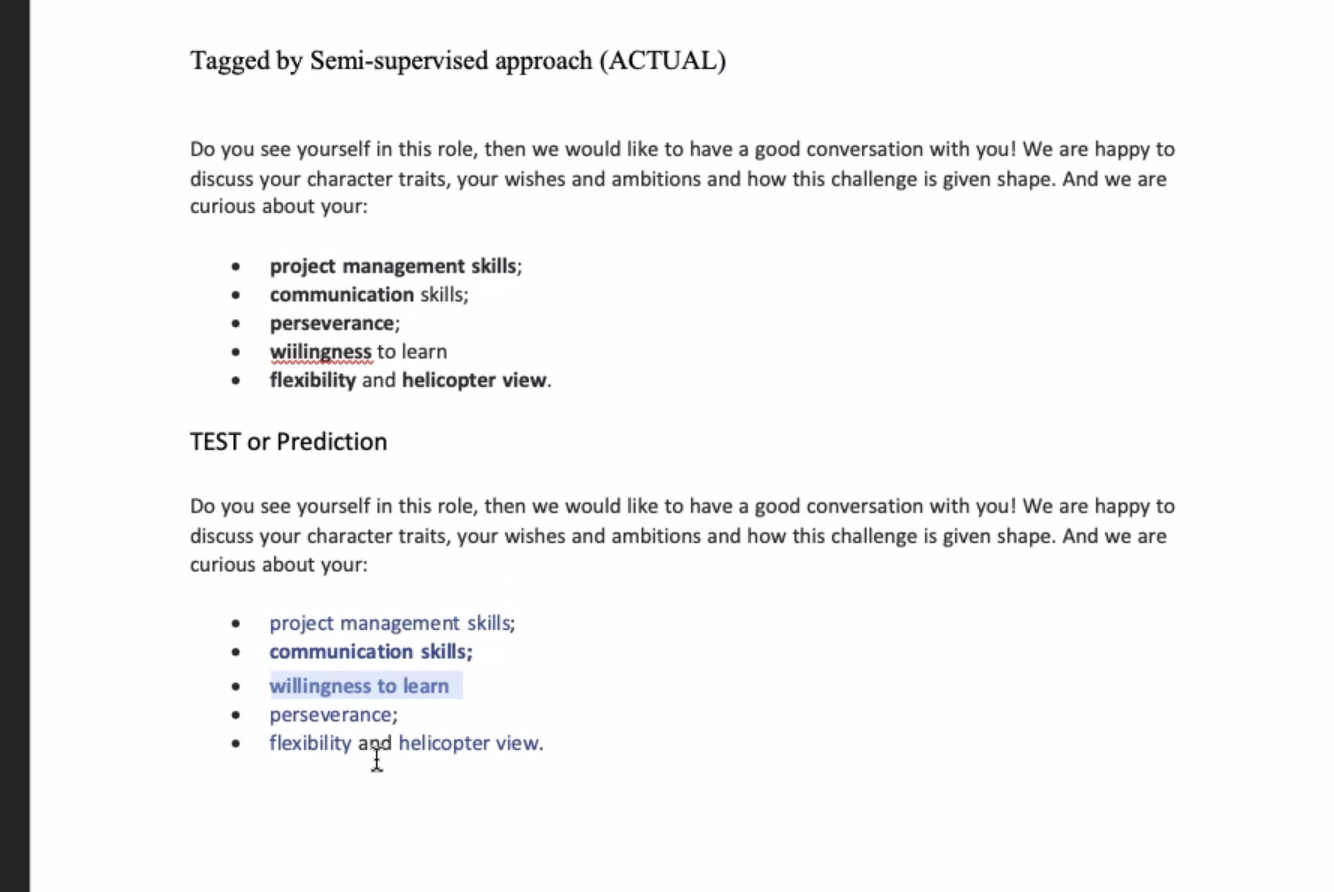 Tagged by Semi-supervised approach (ACTUAL)
Do you see yourself in this role, then we would like to have a good conversation with you! We are happy to
discuss your character traits, your wishes and ambitions and how this challenge is given shape. And we are
curious about your:
• project management skills;
• communication skills;
• perseverance;
• wiilingness to learn
• flexibility and helicopter view.
TEST or Prediction
Do you see yourself in this role, then we would like to have a good conversation with you! We are happy to
discuss your character traits, your wishes and ambitions and how this challenge is given shape. And we are
curious about your:
• project management skills;
• communication skills;
• willingness to learn
• perseverance;
• flexibility and helicopter view.